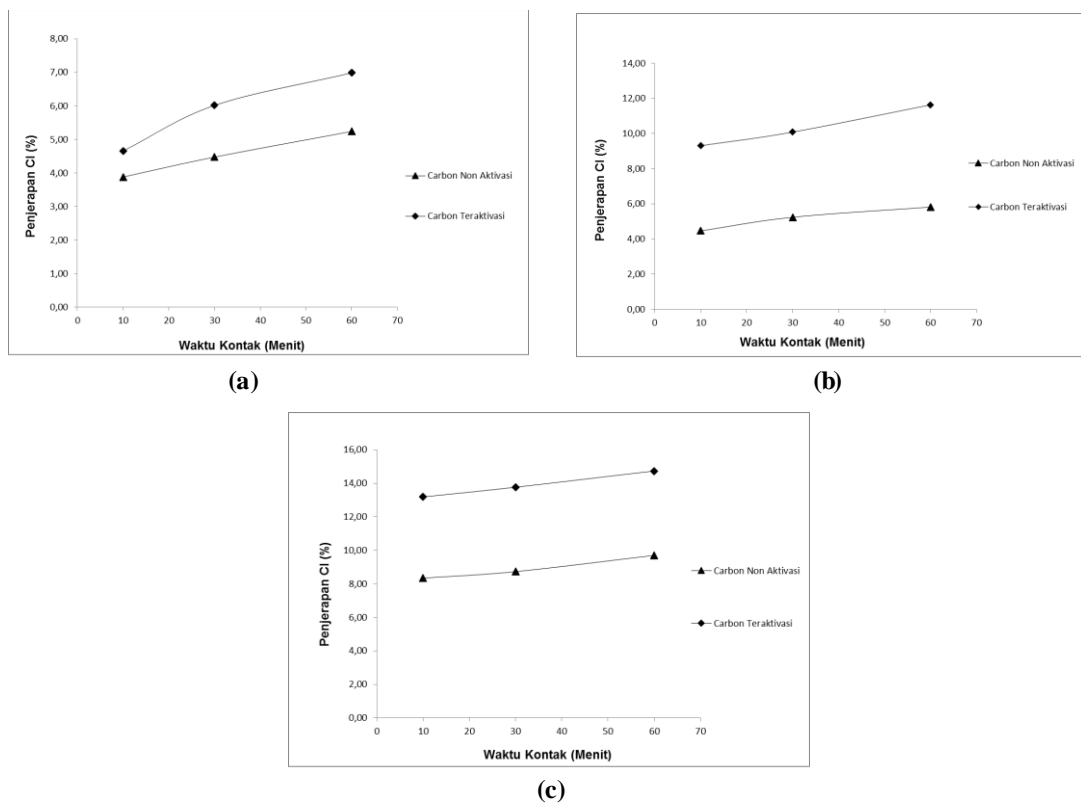 8,00
7,00
6,00
5,00
4,00
3,00
2,00
1,00
0,00
Penjerapan Cl (%)
0 10 20 30 40 50 60 70
Waktu Kontak (Menit)
Carbon Non Aktivasi
Carbon Teraktivasi
(a)
14,00
12,00
10,00
8,00
6,00
4,00
2,00
0,00
Penjerapan Cl (%)
0 10 20 30 40 50 60 70
Waktu Kontak (Menit)
Carbon Non Aktivasi
Carbon Teraktivasi
(b)
16,00
14,00
12,00
10,00
8,00
6,00
4,00
2,00
0,00
Penjerapan Cl (%)
0 10 20 30 40 50 60 70
Waktu Kontak (Menit)
Carbon Non Aktivasi
Carbon Teraktivasi
(c)